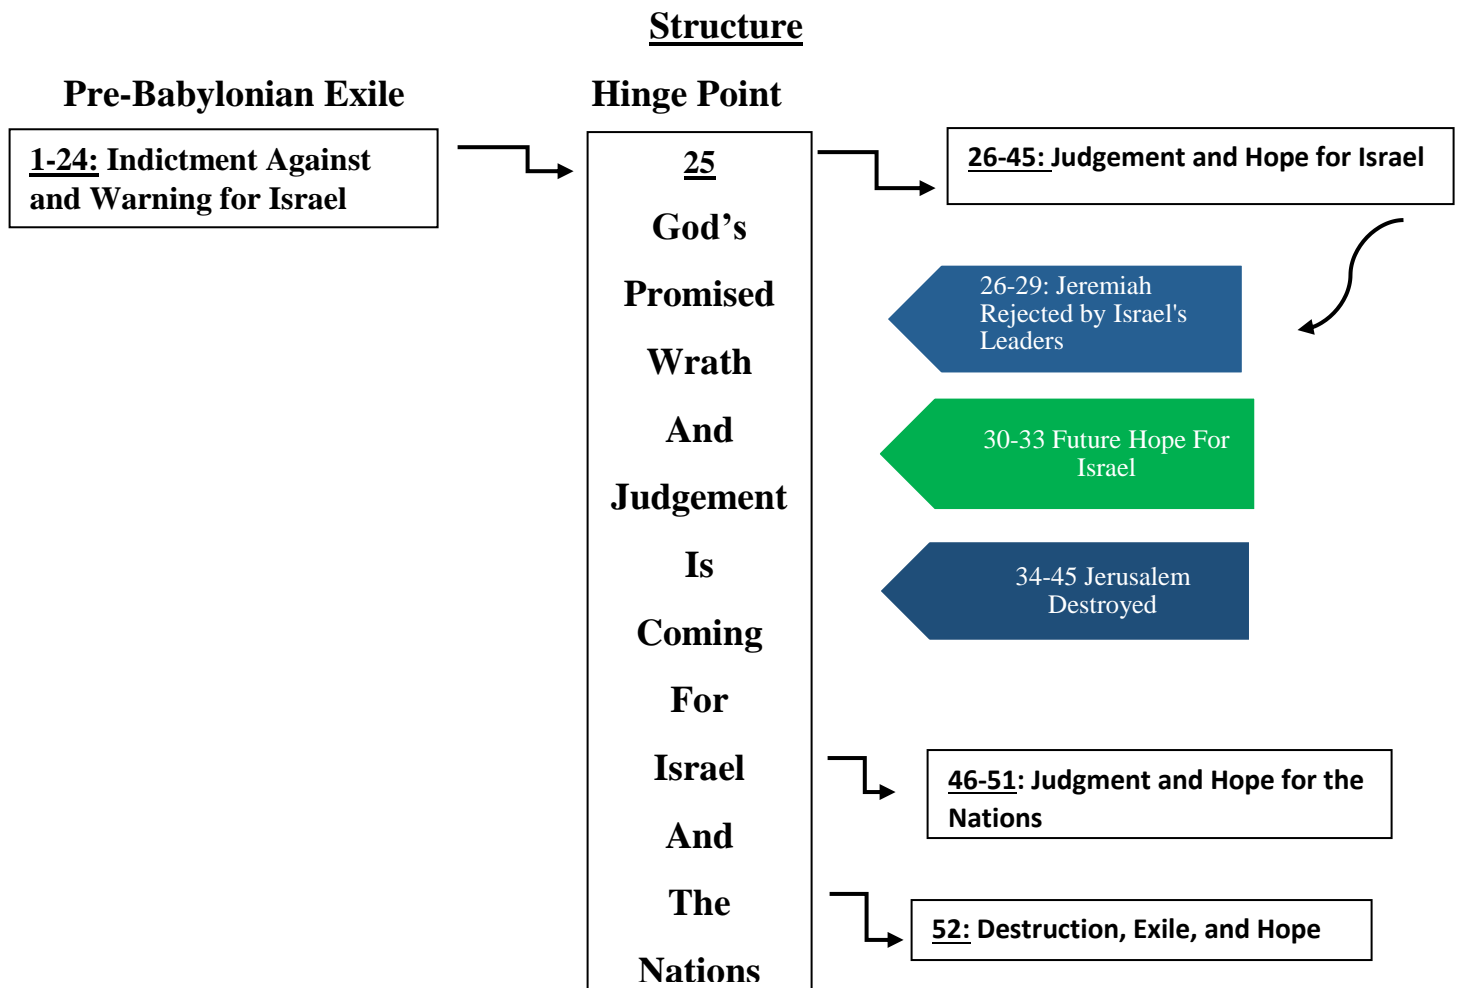 Structure
Pre-Babylonian Exile
Hinge Point
1-24: Indictment Against
and Warning for Israel
25
God’s
Promised
Wrath
And
Judgement
Is
Coming
For
Israel
And
The
Nations
26-45: Judgement and Hope for Israel
26-29: Jeremiah
Rejected by Israel's
Leaders
30-33 Future Hope For
Israel
34-45 Jerusalem
Destroyed
46-51: Judgment and Hope for the
Nations
52: Destruction, Exile, and Hope